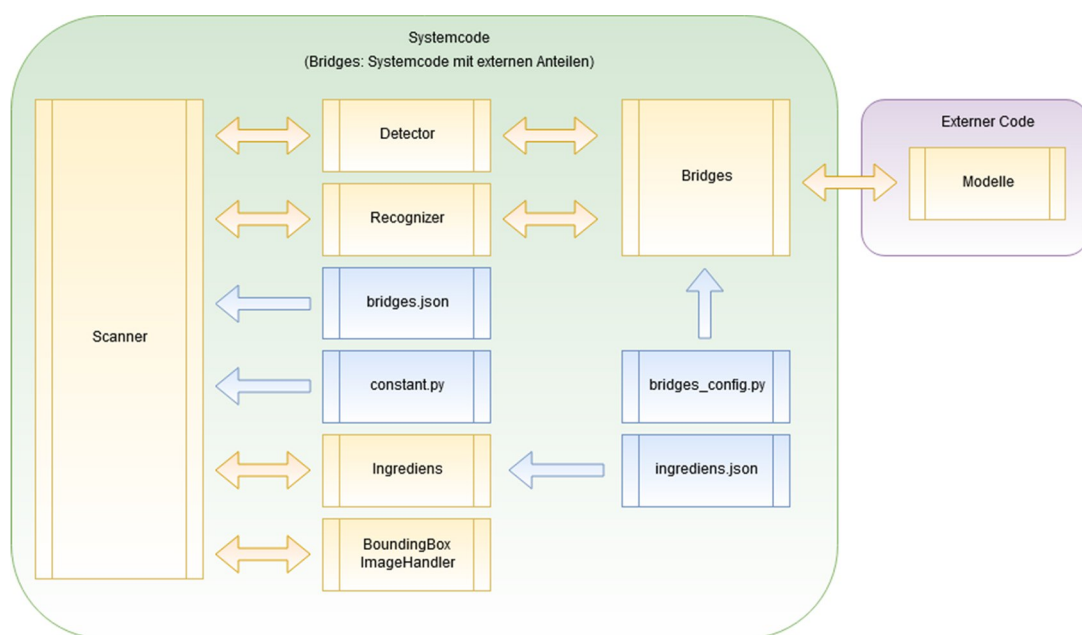 Systemcode
(Bridges: Systemcode mit externen Anteilen)
Scanner
Detector
Recognizer
bridges.json
constant.py
Ingrediens
BoundingBox
ImageHandler
Bridges
bridges_config.py
ingrediens.json
Externer Code
Modelle